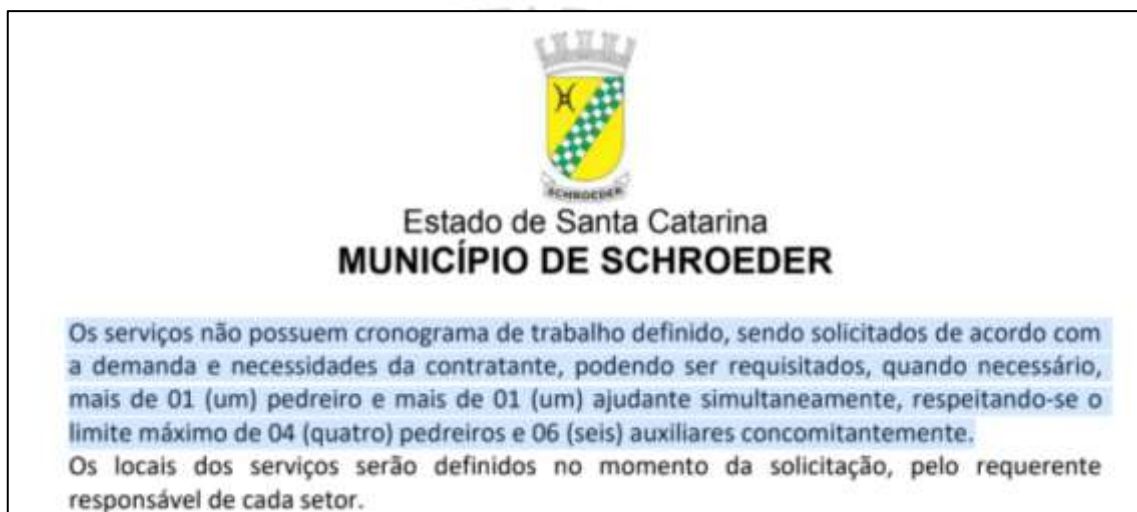 SCHROEDER
Estado de Santa Catarina
MUNICÍPIO DE SCHROEDER
Os serviços não possuem cronograma de trabalho definido, sendo solicitados de acordo com
a demanda e necessidades da contratante, podendo ser requisitados, quando necessário,
mais de 01 (um) pedreiro e mais de 01 (um) ajudante simultaneamente, respeitando-se o
limite máximo de 04 (quatro) pedreiros e 06 (seis) auxiliares concomitantemente.
Os locais dos serviços serão definidos no momento da solicitação, pelo requerente
responsável de cada setor.